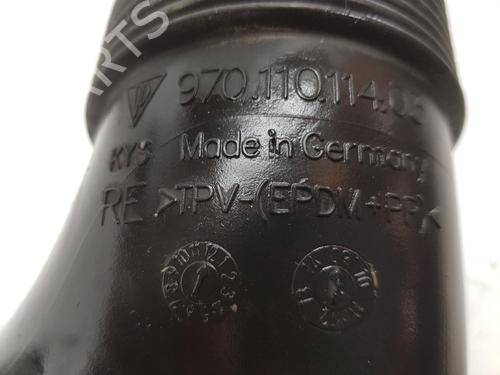 970.110.114.0
KYS Made in Germany
RE >TPV-(EPDM+PP)<